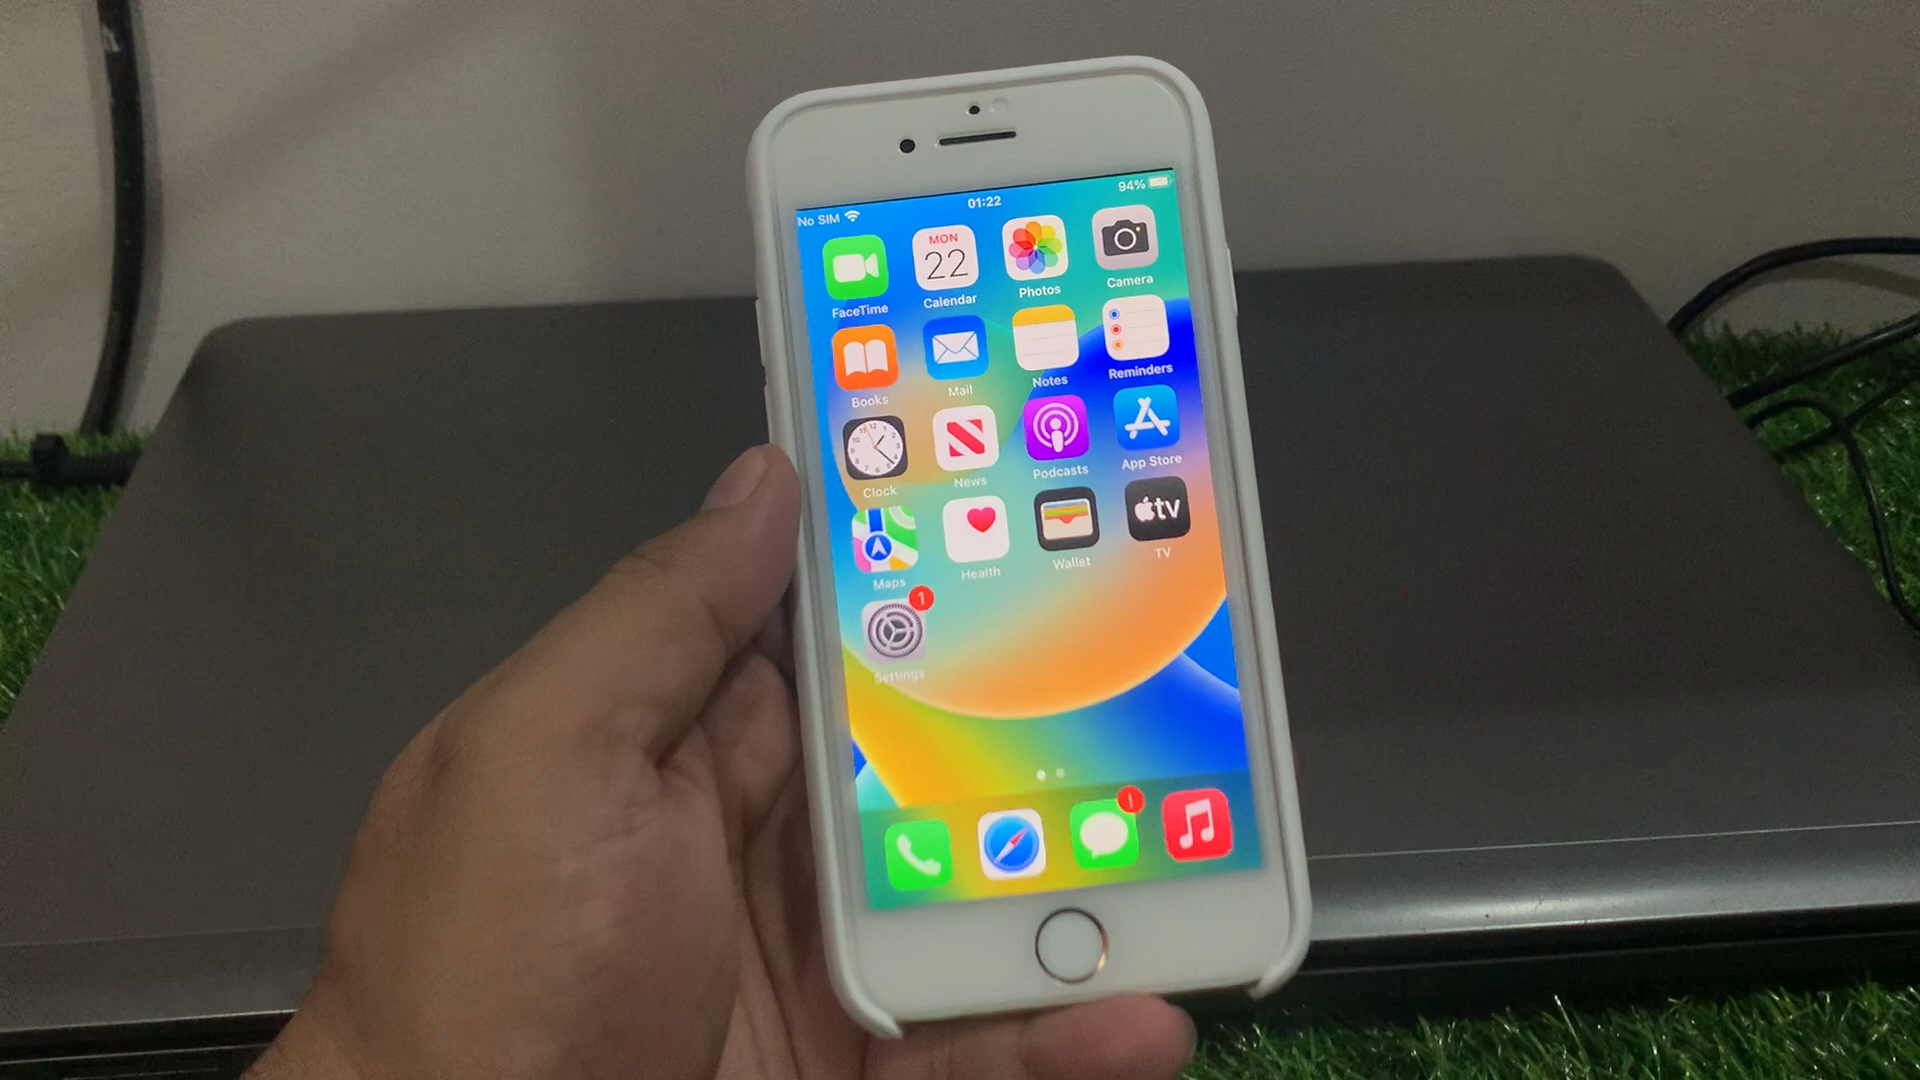 94%
No SIM
01:22
FaceTime
MON
22
Calendar
Photos
Camera
Books
Mail
Notes
Reminders
Clock
News
Podcasts
App Store
Maps
Health
Wallet
tv
TV
1
Settings
!